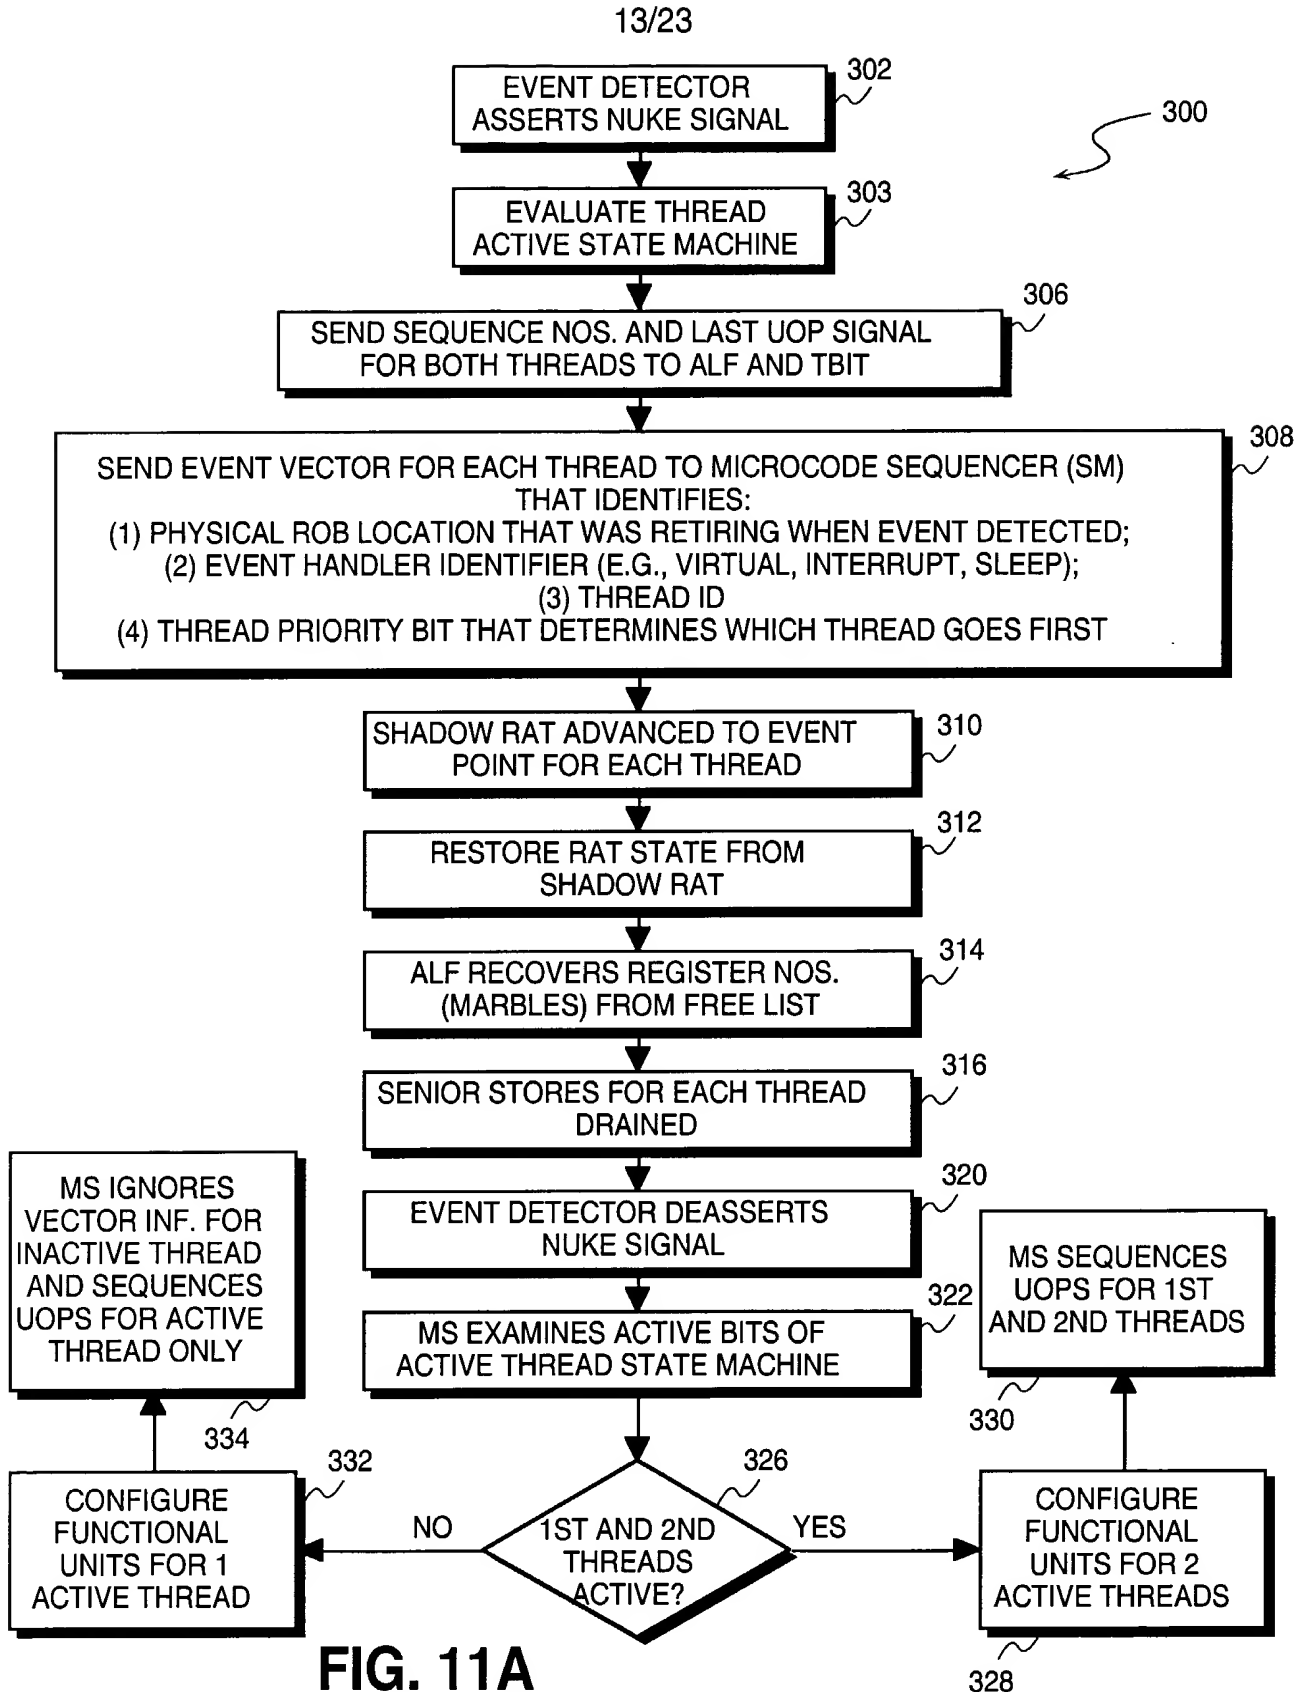 13/23
302
EVENT DETECTOR
ASSERTS NUKE SIGNAL
300
303
EVALUATE THREAD
ACTIVE STATE MACHINE
306
SEND SEQUENCE NOS. AND LAST UOP SIGNAL
FOR BOTH THREADS TO ALF AND TBIT
308
SEND EVENT VECTOR FOR EACH THREAD TO MICROCODE SEQUENCER (SM)
THAT IDENTIFIES:
(1) PHYSICAL ROB LOCATION THAT WAS RETIRING WHEN EVENT DETECTED;
(2) EVENT HANDLER IDENTIFIER (E.G., VIRTUAL, INTERRUPT, SLEEP);
(3) THREAD ID
(4) THREAD PRIORITY BIT THAT DETERMINES WHICH THREAD GOES FIRST
310
SHADOW RAT ADVANCED TO EVENT
POINT FOR EACH THREAD
312
RESTORE RAT STATE FROM
SHADOW RAT
314
ALF RECOVERS REGISTER NOS.
(MARBLES) FROM FREE LIST
316
SENIOR STORES FOR EACH THREAD
DRAINED
320
EVENT DETECTOR DEASSERTS
NUKE SIGNAL
322
MS EXAMINES ACTIVE BITS OF
ACTIVE THREAD STATE MACHINE
326
1ST AND 2ND
THREADS
ACTIVE?
NO
YES
332
CONFIGURE
FUNCTIONAL
UNITS FOR 1
ACTIVE THREAD
MS IGNORES
VECTOR INF. FOR
INACTIVE THREAD
AND SEQUENCES
UOPS FOR ACTIVE
THREAD ONLY
334
CONFIGURE
FUNCTIONAL
UNITS FOR 2
ACTIVE THREADS
328
MS SEQUENCES
UOPS FOR 1ST
AND 2ND THREADS
330
FIG. 11A